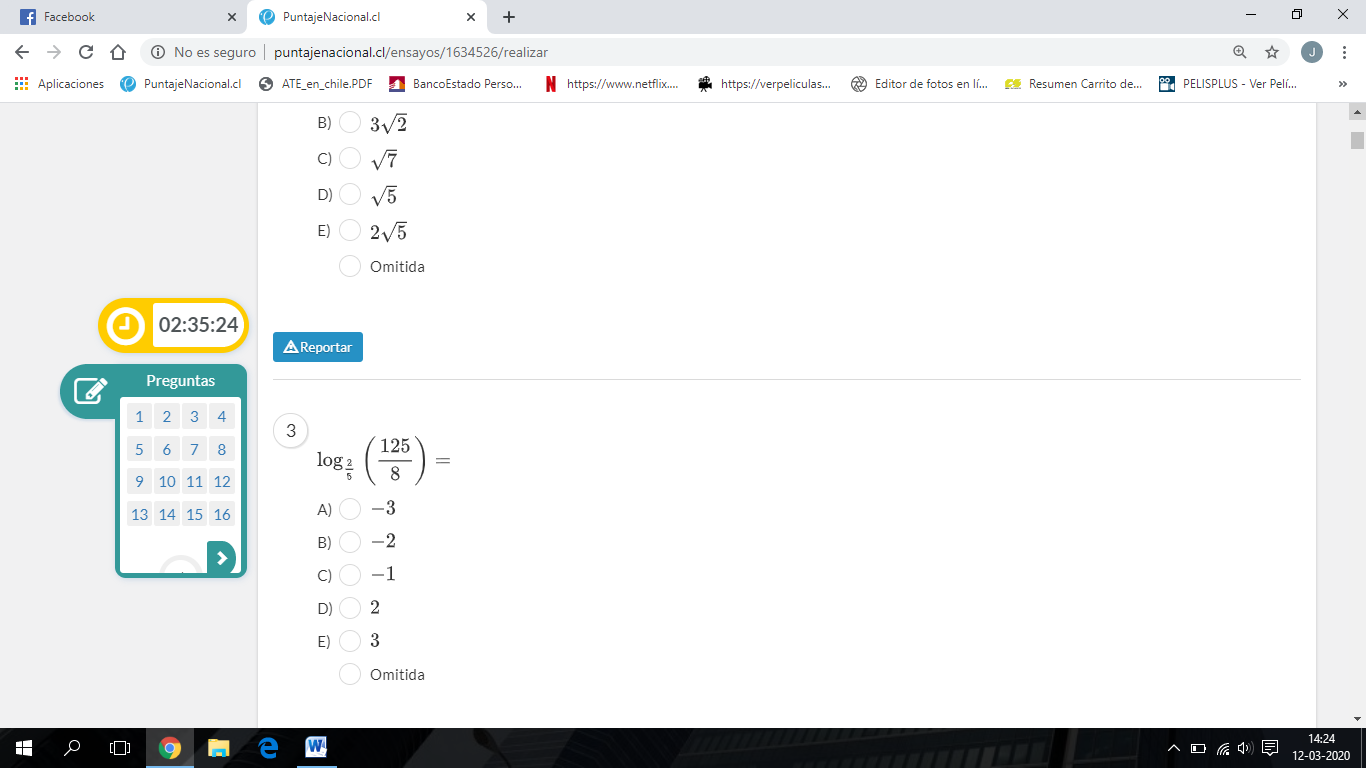 Facebook
PuntajeNacional.cl
No es seguro | puntajenacional.cl/ensayos/1634526/realizar
J
Aplicaciones
PuntajeNacional.cl
ATE_en_chile.PDF
BancoEstado Perso...
https://www.netflix....
https://verpeliculas...
Editor de fotos en lí...
Resumen Carrito de...
PELISPLUS - Ver Pelí...
»
B) 3√2
C) √7
D) √5
E) 2√5
Omitida
02:35:24
Reportar
Preguntas
1 2 3 4
5 6 7 8
9 10 11 12
13 14 15 16
3
log_{2/5} (125/8) =
A) −3
B) −2
C) −1
D) 2
E) 3
Omitida
14:24
12-03-2020